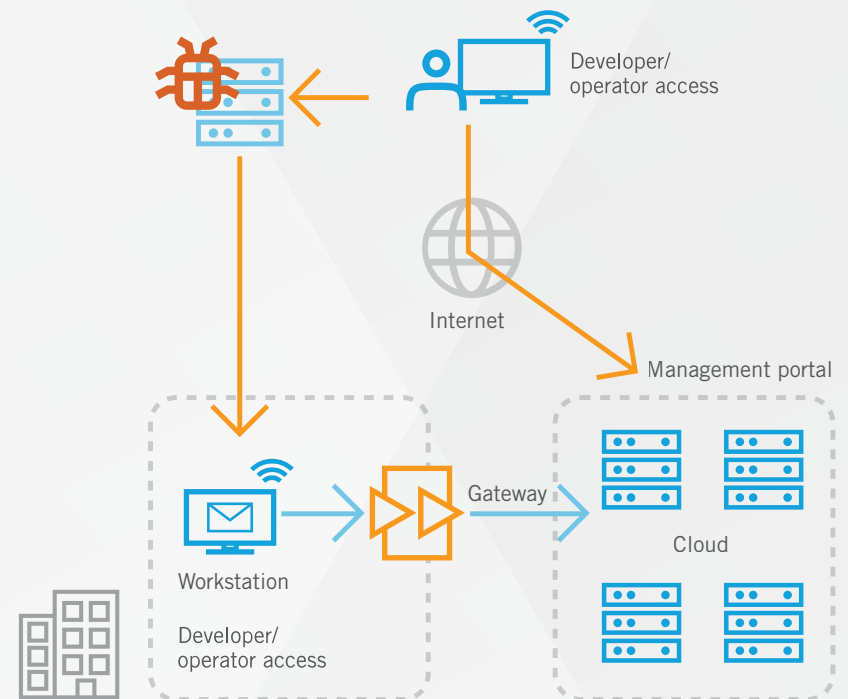 Developer/
operator access
Internet
Management portal
Gateway
Cloud
Workstation
Developer/
operator access